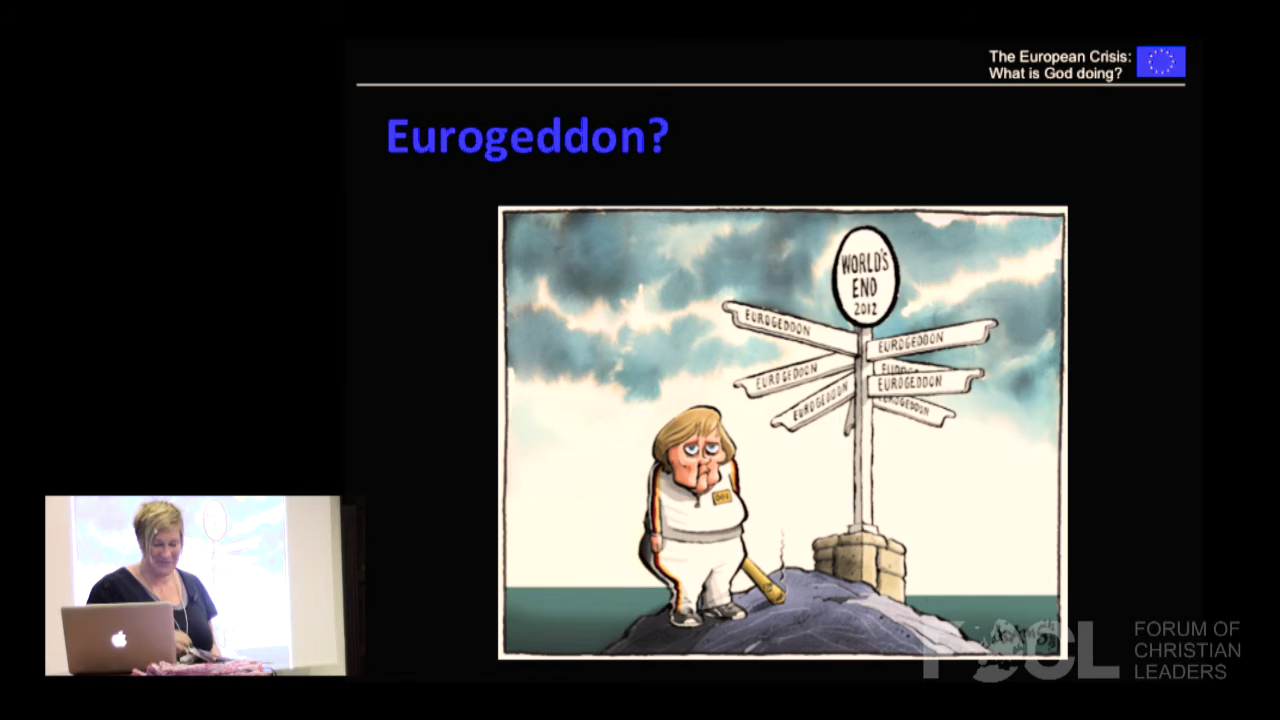 The European Crisis:
What is God doing?
Eurogeddon?
WORLD'S
END
2012
EUROGEDDON
EUROGEDDON
EUROGEDDON
EUROGEDDON
EUROGEDDON
EUROGEDDON
FORUM OF
CHRISTIAN
LEADERS